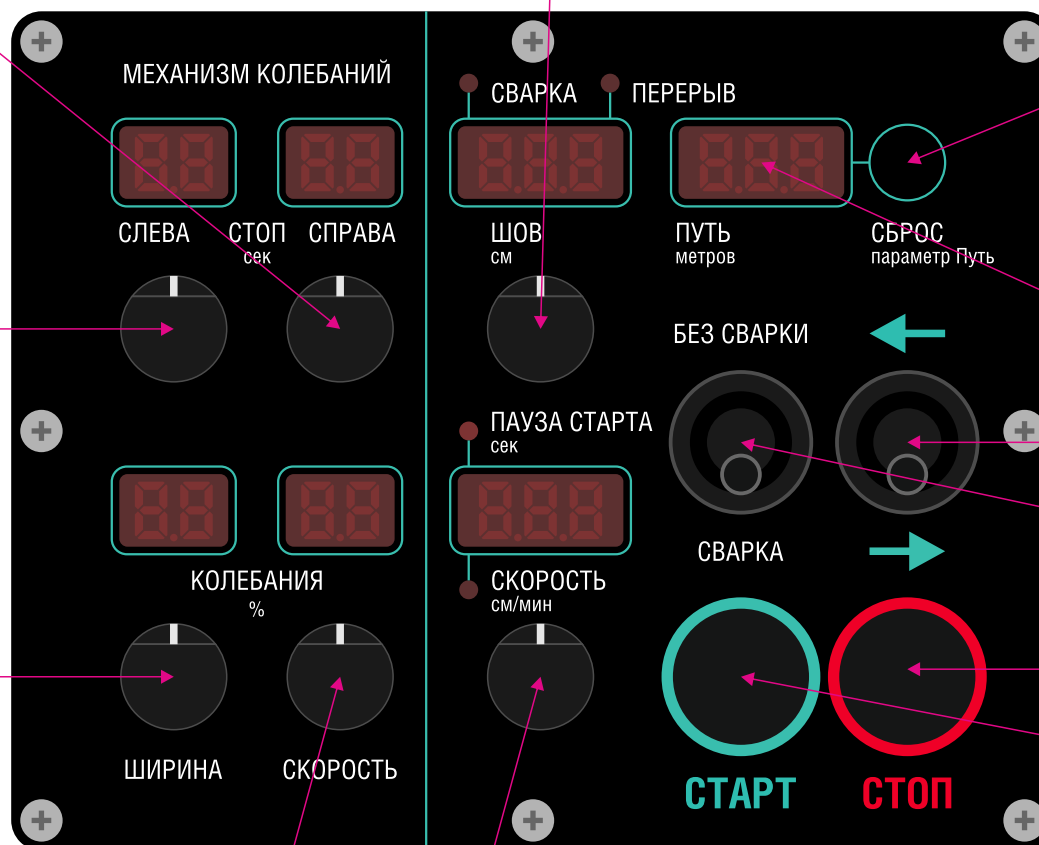 МЕХАНИЗМ КОЛЕБАНИЙ
СЛЕВА СТОП СПРАВА
сек
КОЛЕБАНИЯ
%
ШИРИНА СКОРОСТЬ
СВАРКА ПЕРЕРЫВ
ШОВ
см
ПУТЬ
метров
СБРОС
параметр Путь
БЕЗ СВАРКИ
ПАУЗА СТАРТА
сек
СВАРКА
СКОРОСТЬ
см/мин
СТАРТ СТОП